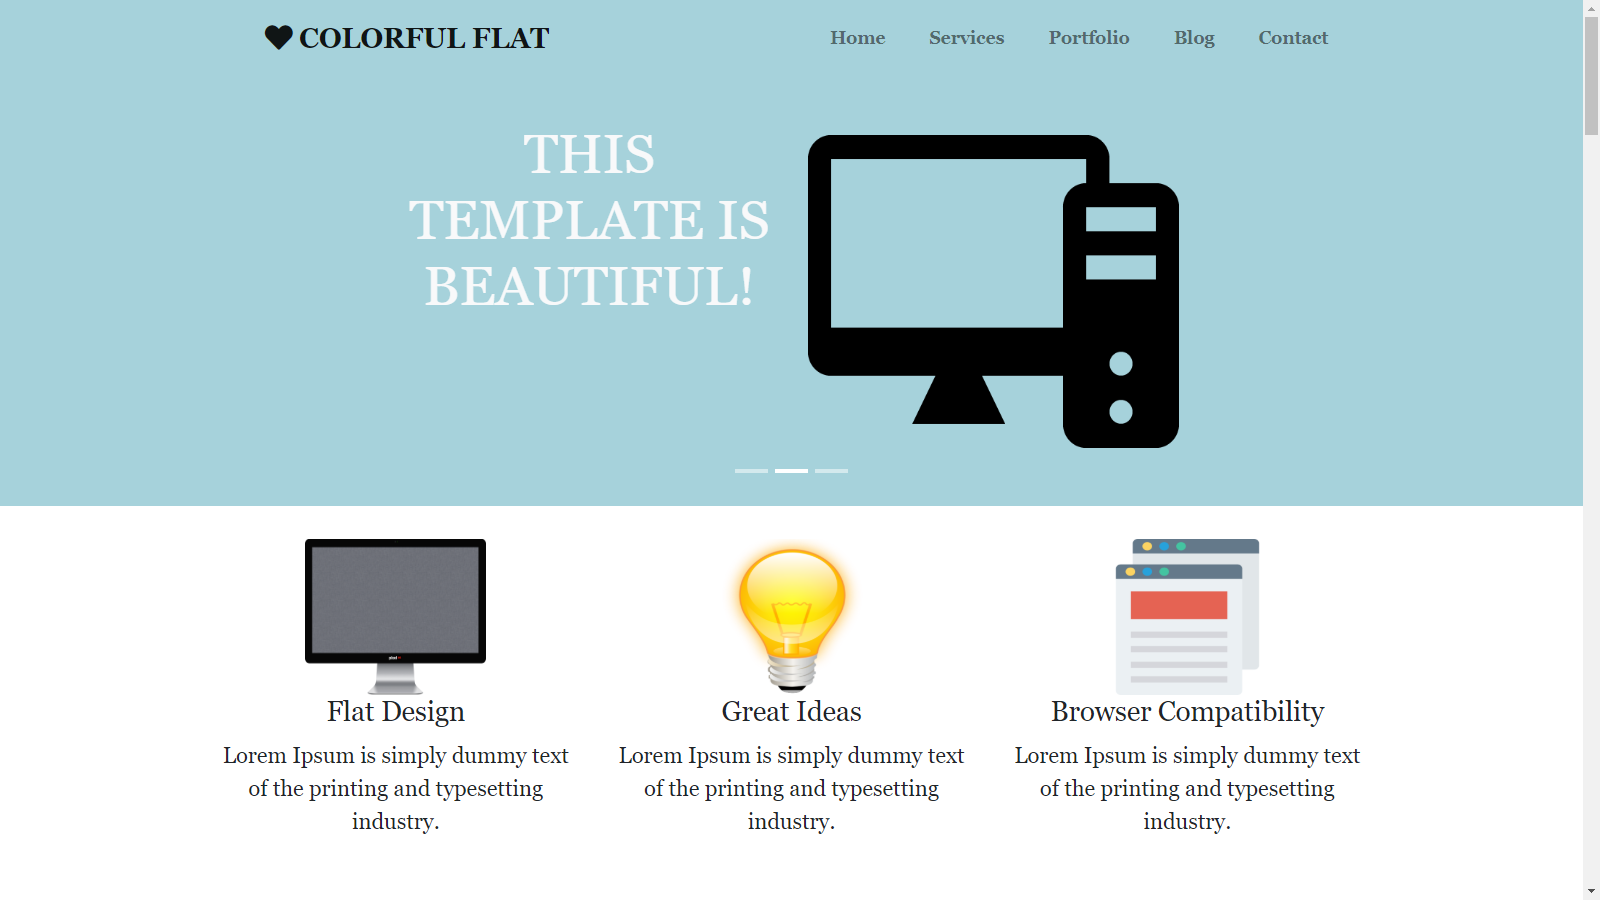 COLORFUL FLAT
Home Services Portfolio Blog Contact
THIS
TEMPLATE IS
BEAUTIFUL!
Flat Design
Lorem Ipsum is simply dummy text
of the printing and typesetting
industry.
Great Ideas
Lorem Ipsum is simply dummy text
of the printing and typesetting
industry.
Browser Compatibility
Lorem Ipsum is simply dummy text
of the printing and typesetting
industry.